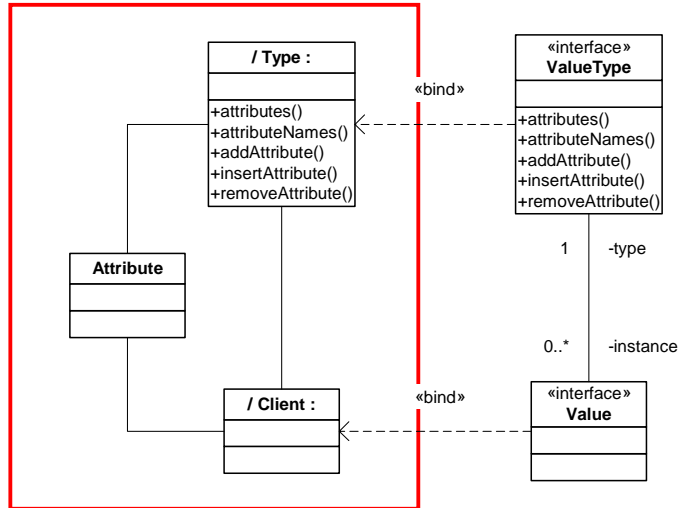 / Type :
+attributes()
+attributeNames()
+addAttribute()
+insertAttribute()
+removeAttribute()
«bind»
«interface»
ValueType
+attributes()
+attributeNames()
+addAttribute()
+insertAttribute()
+removeAttribute()
Attribute
1 -type
0..* -instance
/ Client :
«bind»
«interface»
Value